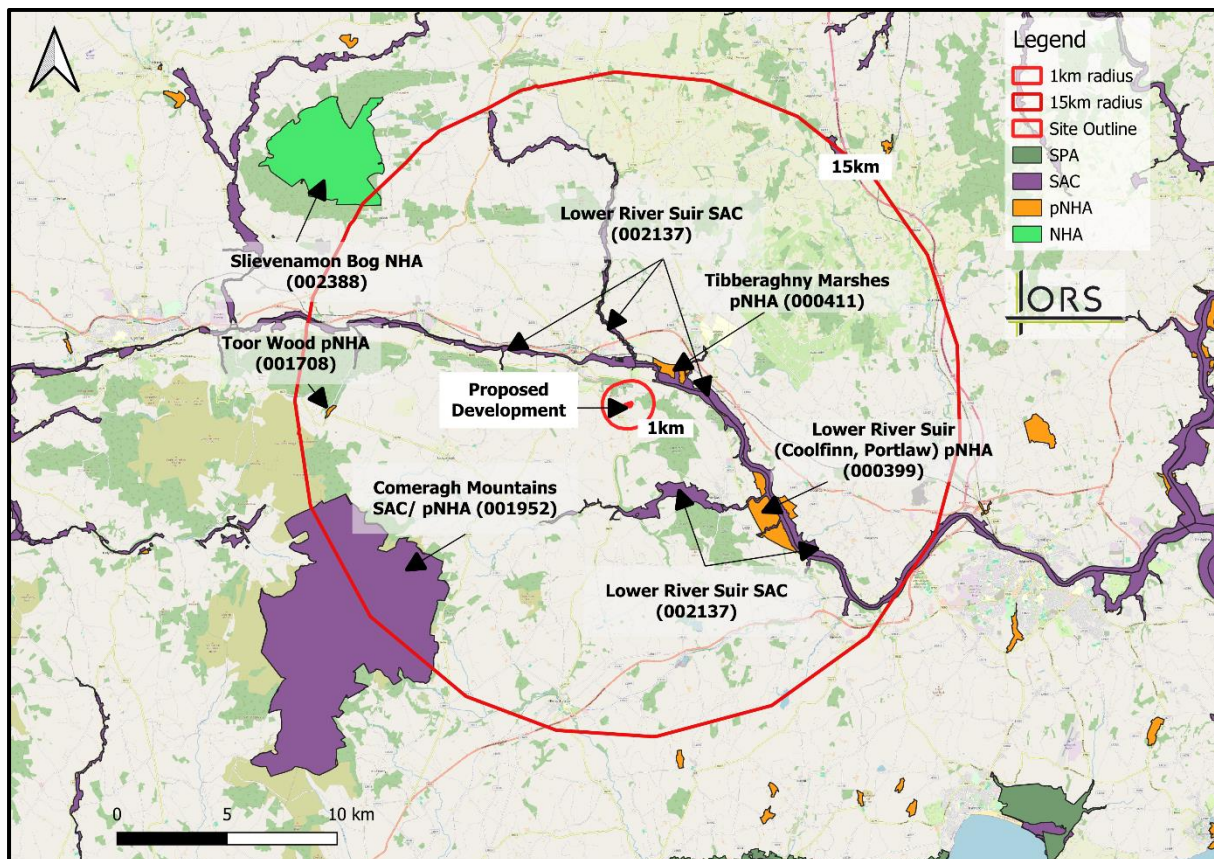 Legend
1km radius
15km radius
Site Outline
SPA
SAC
pNHA
NHA
ORS
15km
Lower River Suir SAC
(002137)
Slievenamon Bog NHA
(002388)
Tibberaghny Marshes
pNHA (000411)
Toor Wood pNHA
(001708)
Proposed
Development
1km
Lower River Suir
(Coolfinn, Portlaw) pNHA
(000399)
Comeragh Mountains
SAC/ pNHA (001952)
Lower River Suir SAC
(002137)
0 5 10 km